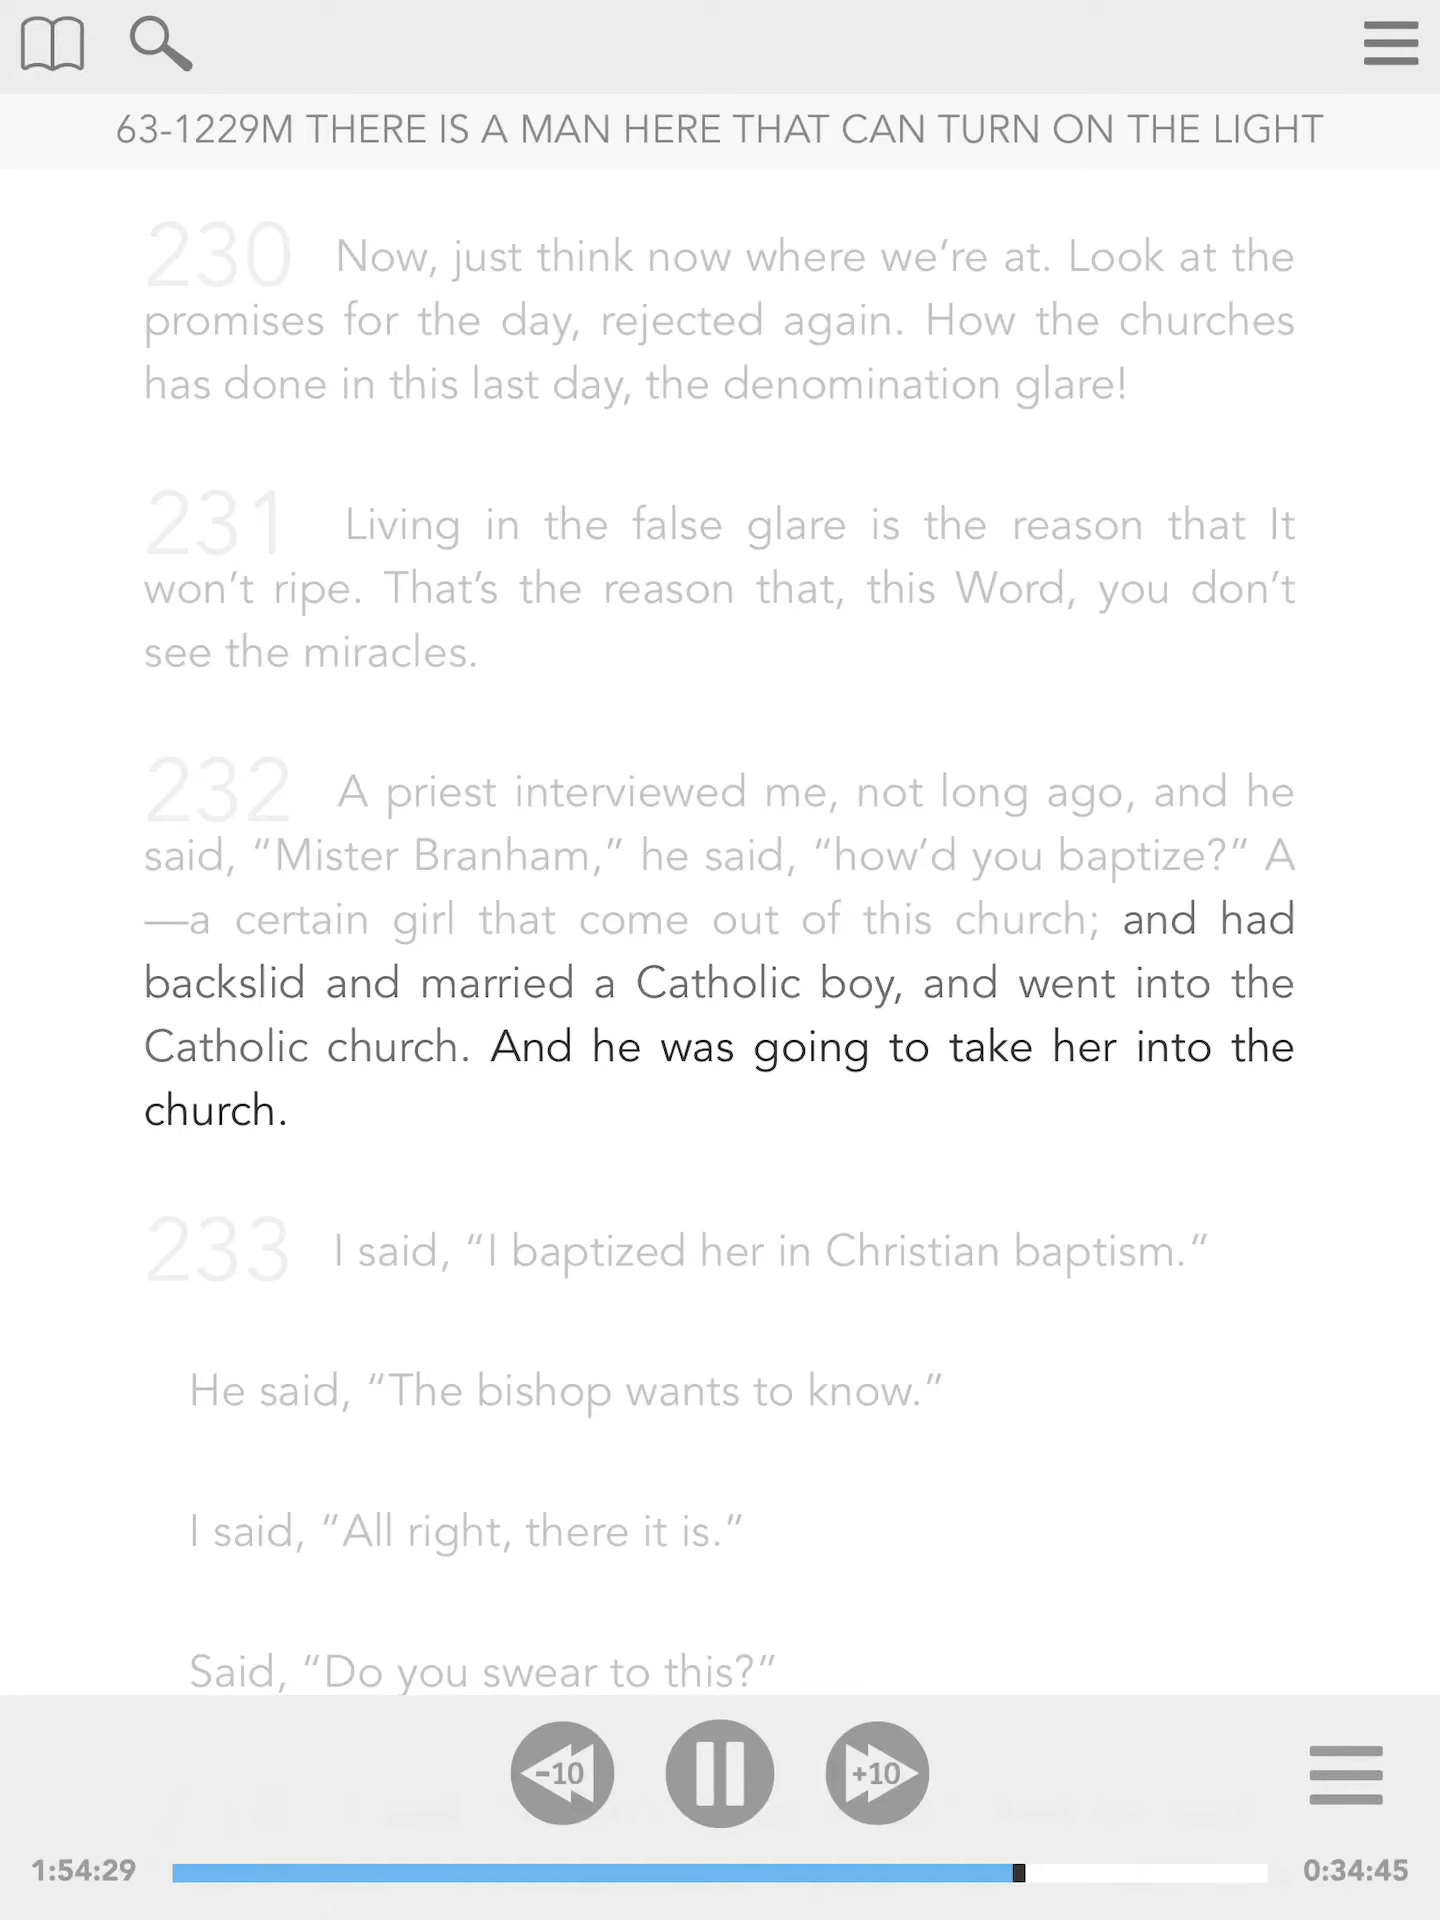 63-1229M THERE IS A MAN HERE THAT CAN TURN ON THE LIGHT
230 Now, just think now where we’re at. Look at the
promises for the day, rejected again. How the churches
has done in this last day, the denomination glare!
231 Living in the false glare is the reason that It
won’t ripe. That’s the reason that, this Word, you don’t
see the miracles.
232 A priest interviewed me, not long ago, and he
said, “Mister Branham,” he said, “how’d you baptize?” A
—a certain girl that come out of this church; and had
backslid and married a Catholic boy, and went into the
Catholic church. And he was going to take her into the
church.
233 I said, “I baptized her in Christian baptism.”
He said, “The bishop wants to know.”
I said, “All right, there it is.”
Said, “Do you swear to this?”
-10 +10
1:54:29 0:34:45